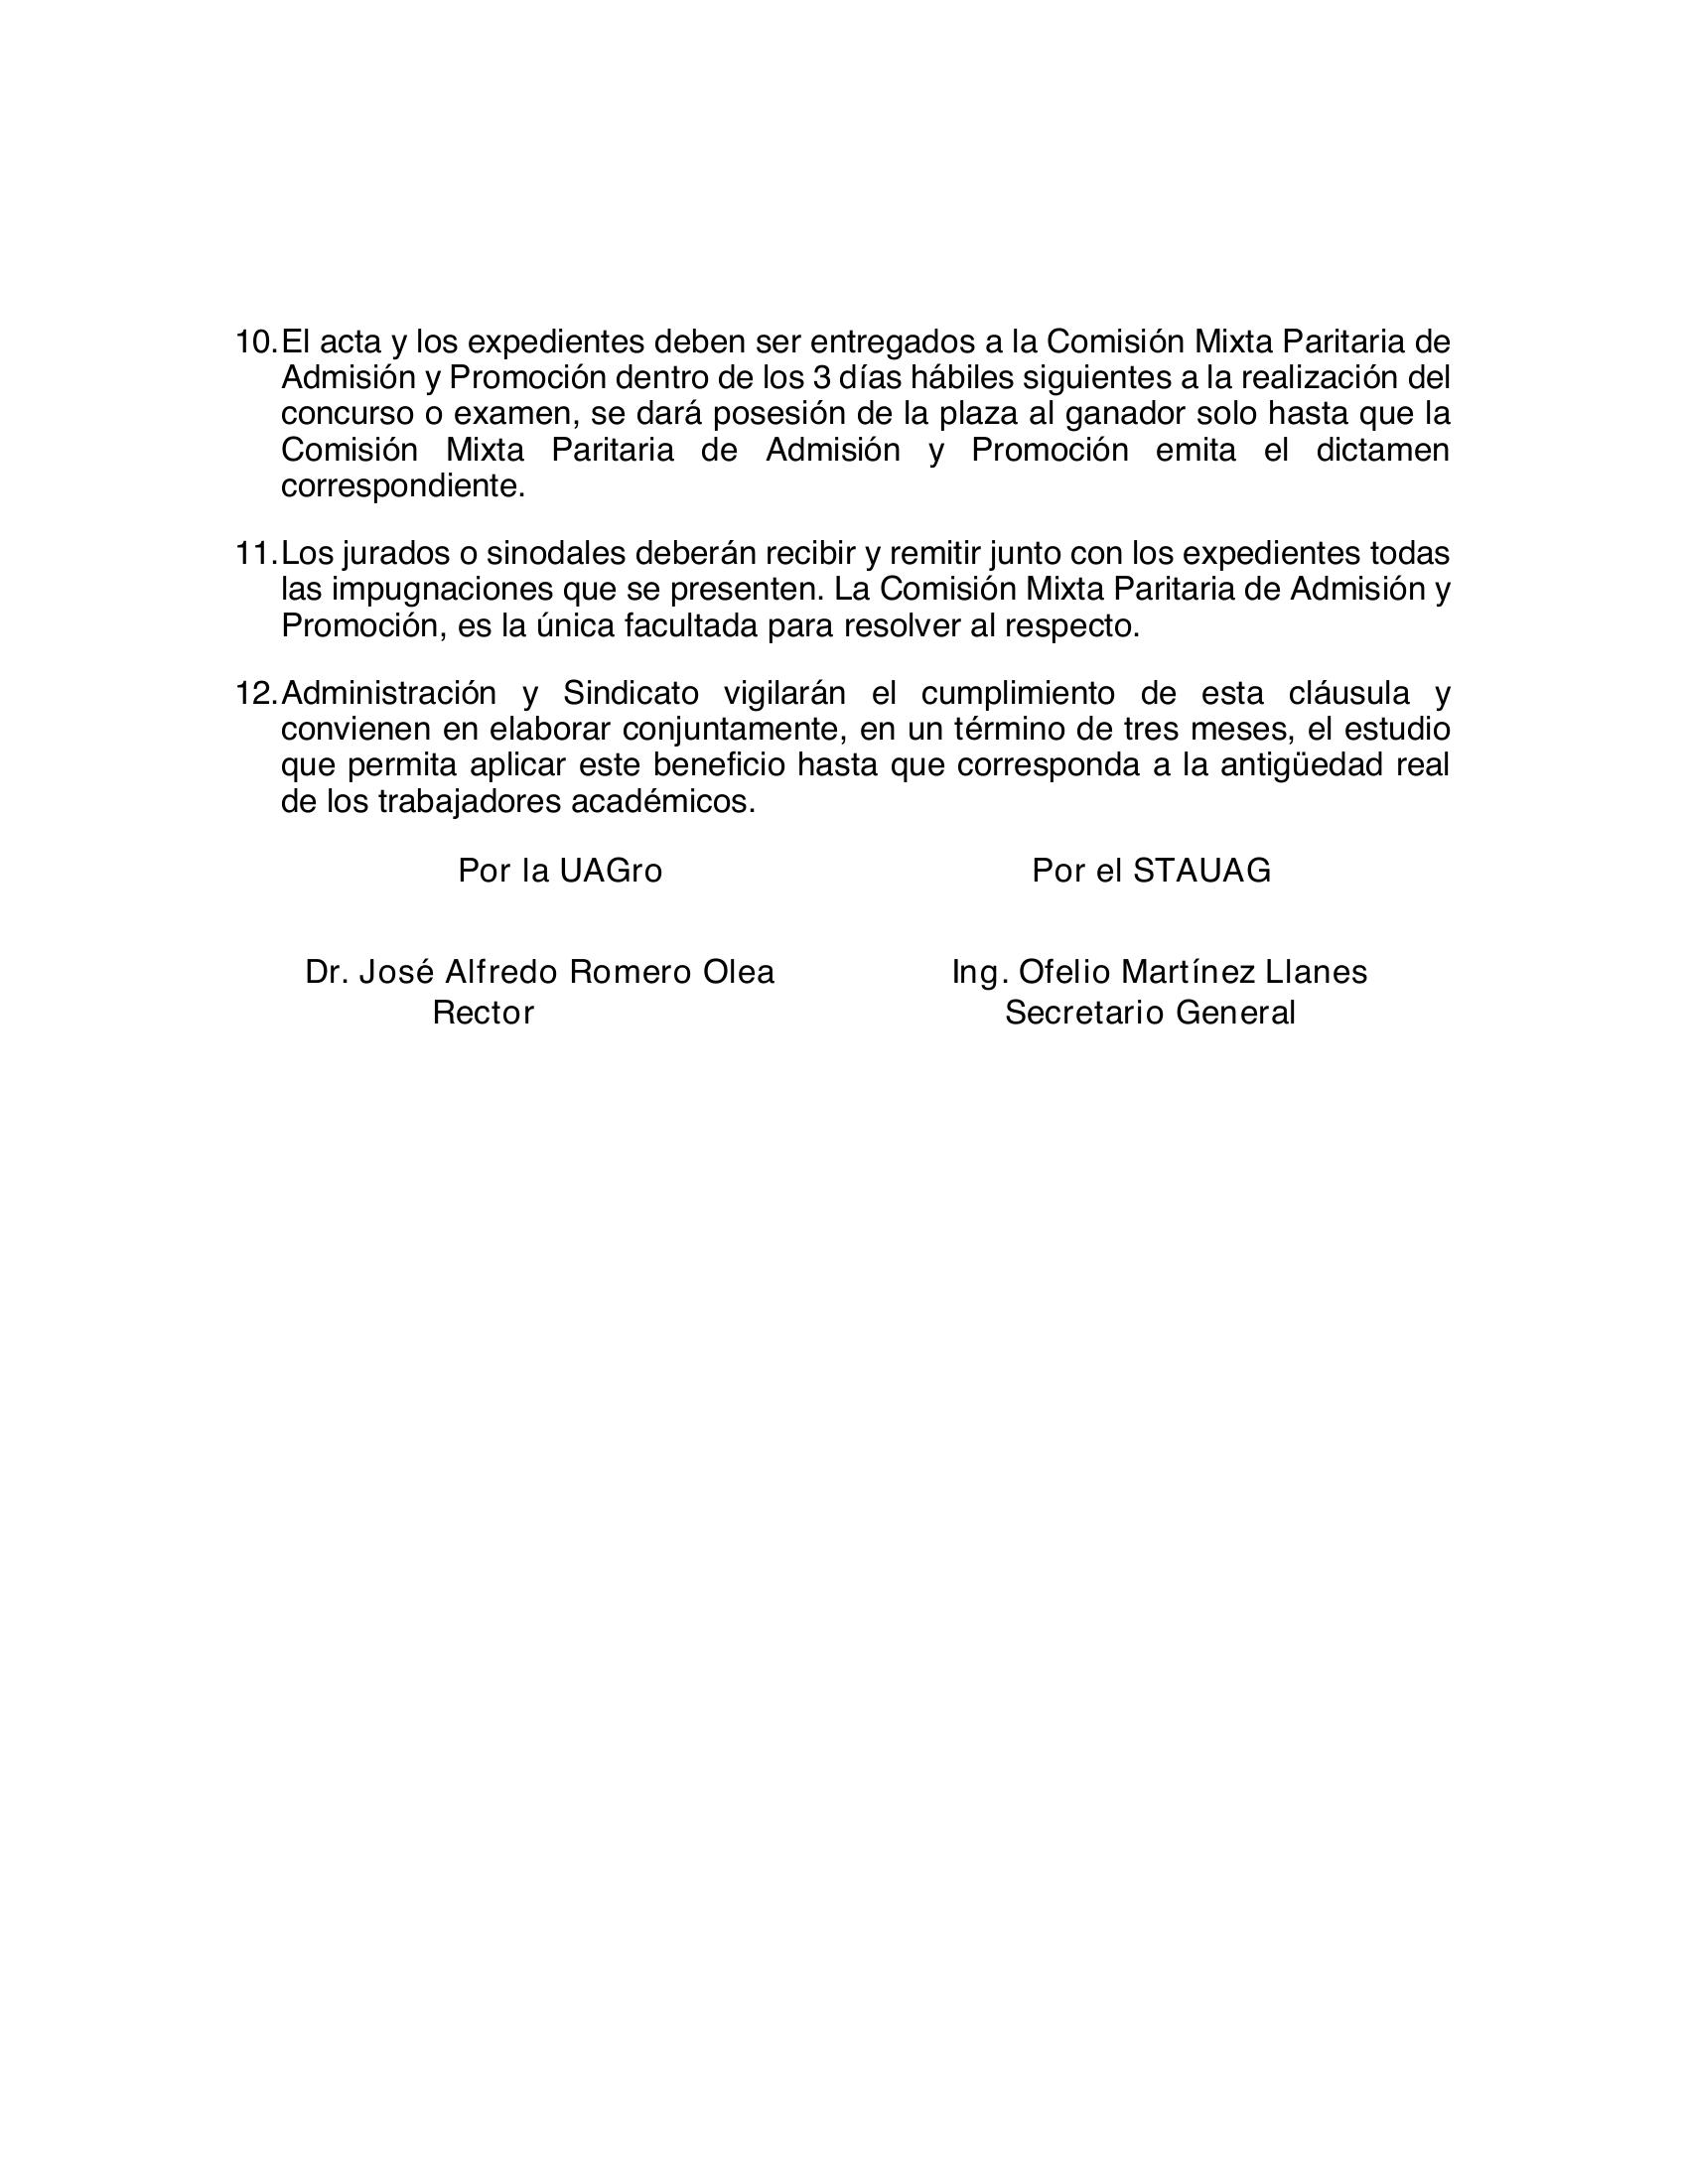 10. El acta y los expedientes deben ser entregados a la Comisión Mixta Paritaria de
Admisión y Promoción dentro de los 3 días hábiles siguientes a la realización del
concurso o examen, se dará posesión de la plaza al ganador solo hasta que la
Comisión Mixta Paritaria de Admisión y Promoción emita el dictamen
correspondiente.
11. Los jurados o sinodales deberán recibir y remitir junto con los expedientes todas
las impugnaciones que se presenten. La Comisión Mixta Paritaria de Admisión y
Promoción, es la única facultada para resolver al respecto.
12. Administración y Sindicato vigilarán el cumplimiento de esta cláusula y
convienen en elaborar conjuntamente, en un término de tres meses, el estudio
que permita aplicar este beneficio hasta que corresponda a la antigüedad real
de los trabajadores académicos.
Por la UAGro Por el STAUAG
Dr. José Alfredo Romero Olea Ing. Ofelio Martínez Llanes
Rector Secretario General